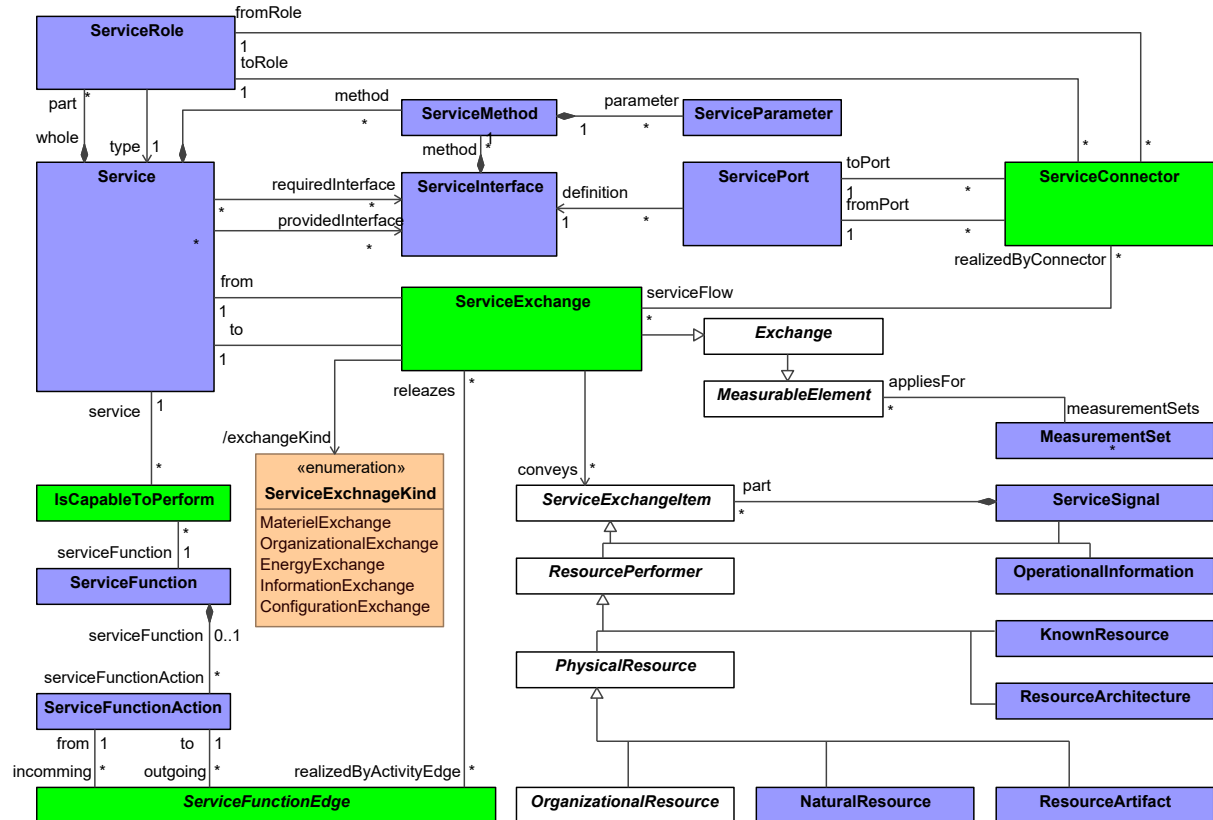 fromRole
ServiceRole
1
toRole
1
part
*
method
*
ServiceMethod
parameter
1
*
ServiceParameter
whole
type
1
method
1
*
Service
requiredInterface
*
*
providedInterface
*
*
ServiceInterface
definition
1
*
ServicePort
toPort
1
*
fromPort
1
*
*
*
ServiceConnector
realizedByConnector
*
from
1
to
1
ServiceExchange
serviceFlow
*
Exchange
MeasurableElement
appliesFor
*
measurementSets
MeasurementSet
*
releazes
*
/exchangeKind
service
1
*
«enumeration»
ServiceExchnageKind
MaterielExchange
OrganizationalExchange
EnergyExchange
InformationExchange
ConfigurationExchange
conveys
*
ServiceExchangeItem
part
*
ServiceSignal
IsCapableToPerform
*
serviceFunction
1
ServiceFunction
ResourcePerformer
OperationalInformation
serviceFunction
0..1
KnownResource
PhysicalResource
serviceFunctionAction
*
ResourceArchitecture
ServiceFunctionAction
from
1
to
1
incomming
*
outgoing
*
realizedByActivityEdge
*
ServiceFunctionEdge
OrganizationalResource
NaturalResource
ResourceArtifact